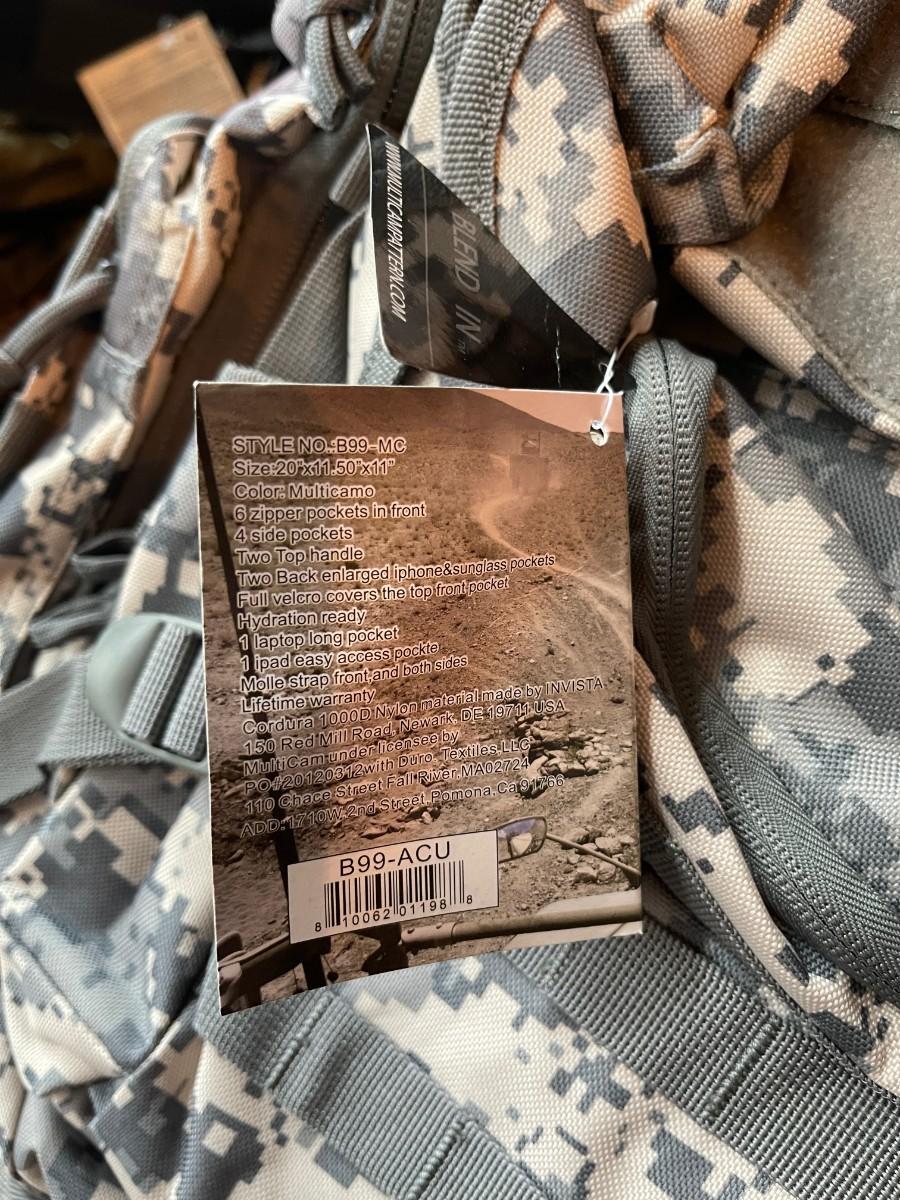 WWW.MULTICAMPATTERN.COM
BLEND IN™
STYLE NO.:B99-MC
Size:20"x11.50"x11"
Color: Multicamo
6 zipper pockets in front
4 side pockets
Two Top handle
Two Back enlarged iphone&sunglass pockets
Full velcro covers the top front pocket
Hydration ready
1 laptop long pocket
1 ipad easy access pockte
Molle strap front,and both sides
Lifetime warranty
Cordura 1000D Nylon material made by INVISTA
150 Red Mill Road, Newark, DE 19711 USA
MultiCam under licensee by
PO#20120312with Duro Textiles,LLC
110 Chace Street Fall River,MA02724
ADD:1710W 2nd Street,Pomona,Ca 91766
B99-ACU
8 10062 01198 8